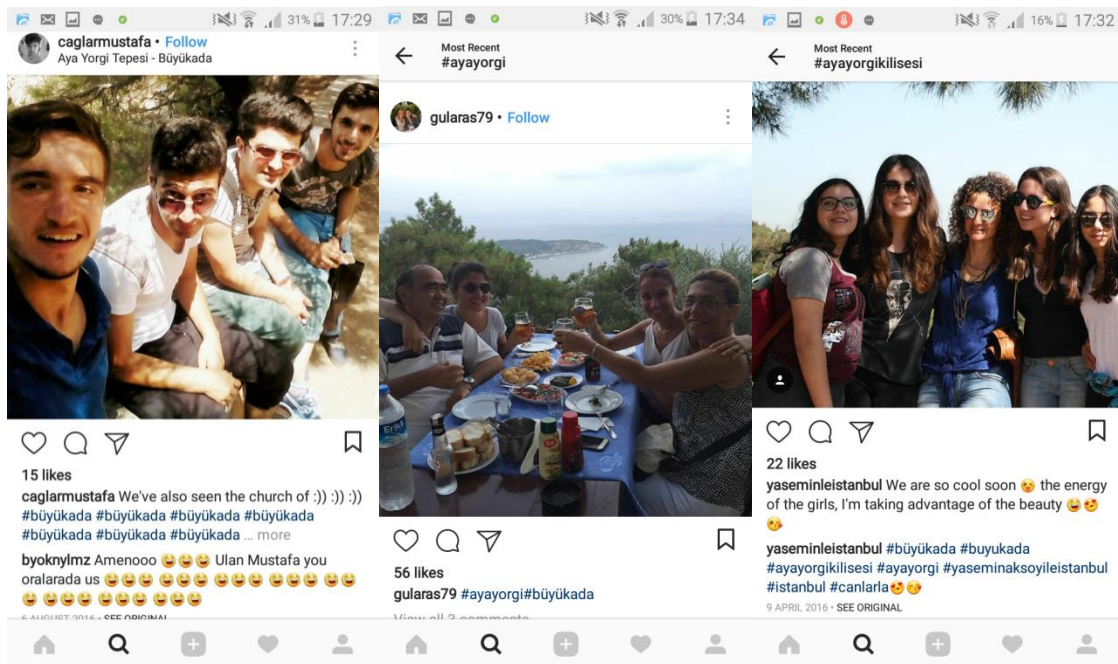 31% 17:29
caglarmustafa • Follow
Aya Yorgi Tepesi - Büyükada
15 likes
caglarmustafa We've also seen the church of :)) :)) :))
#büyükada #büyükada #büyükada #büyükada
#büyükada #büyükada #büyükada ... more
byoknylmz Amenooo 😂😂😂 Ulan Mustafa you
oralarada us 😂😂😂 😂😂😂 😂😂😂 😂😂😂
😂 😂😂😂 😂😂 😂😂😂
6 AUGUST 2016 • SEE ORIGINAL
30% 17:34
Most Recent
#ayayorgi
gularas79 • Follow
Erikli
56 likes
gularas79 #ayayorgi#büyükada
View all 3 comments
16% 17:32
Most Recent
#ayayorgikilisesi
22 likes
yaseminleistanbul We are so cool soon 😉 the energy
of the girls, I'm taking advantage of the beauty 😂😍
😘
yaseminleistanbul #büyükada #buyukada
#ayayorgikilisesi #ayayorgi #yaseminaksoyileistanbul
#istanbul #canlarla😍😘
9 APRIL 2016 • SEE ORIGINAL